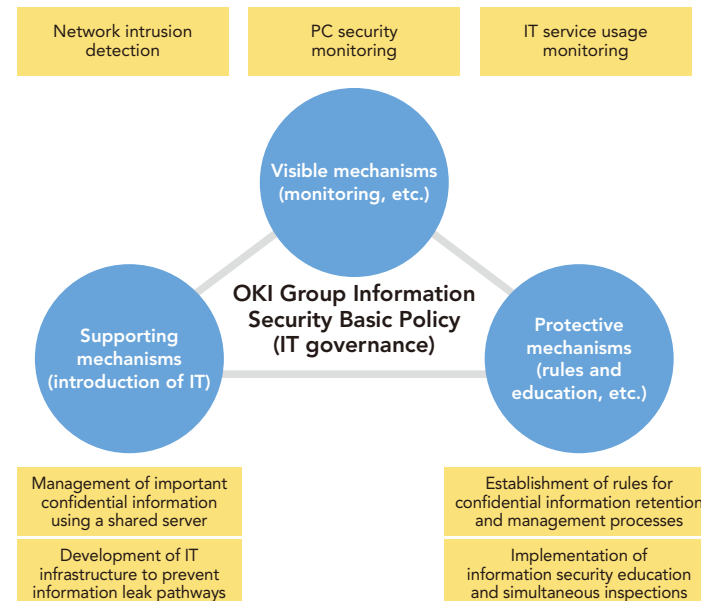 Network intrusion
detection
PC security
monitoring
IT service usage
monitoring
Visible mechanisms
(monitoring, etc.)
OKI Group Information
Security Basic Policy
(IT governance)
Supporting
mechanisms
(introduction of IT)
Protective
mechanisms
(rules and
education, etc.)
Management of important
confidential information
using a shared server
Development of IT
infrastructure to prevent
information leak pathways
Establishment of rules for
confidential information retention
and management processes
Implementation of
information security education
and simultaneous inspections